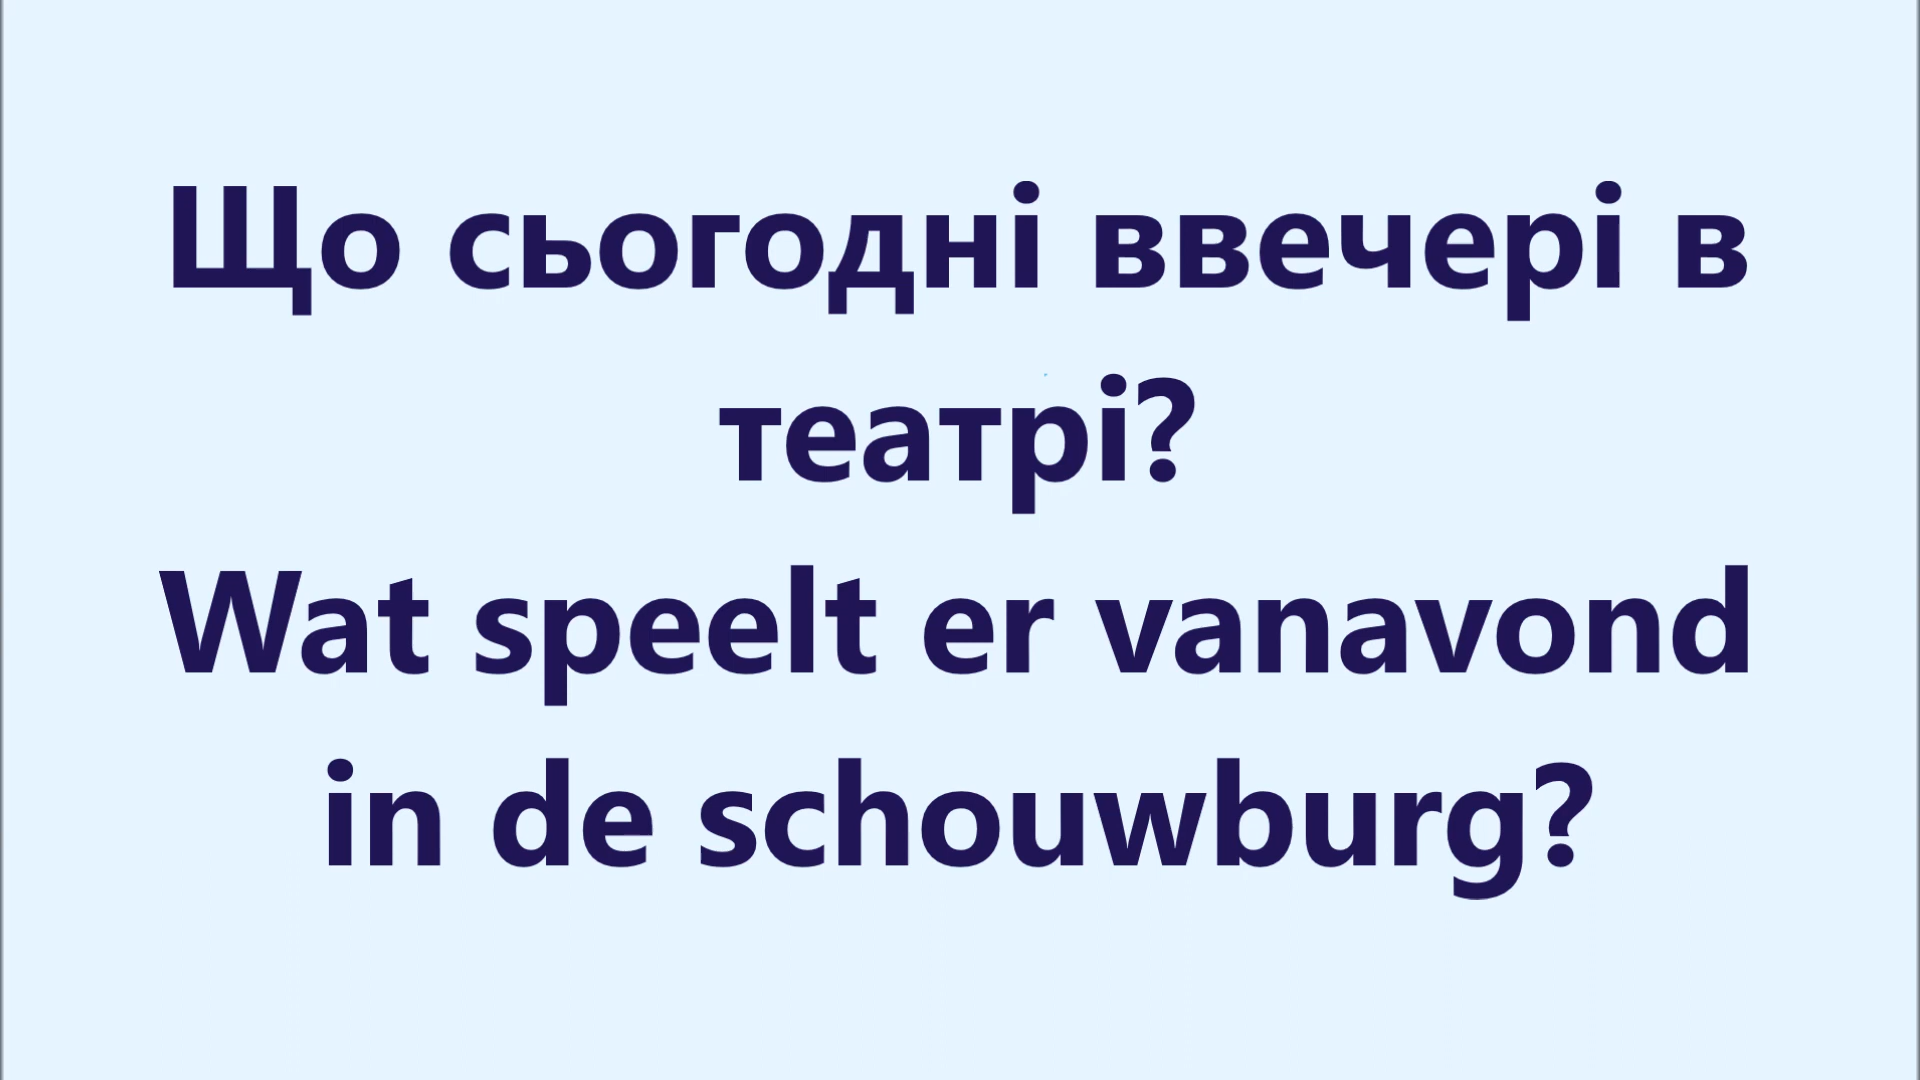 Що сьогодні ввечері в
театрі?
Wat speelt er vanavond
in de schouwburg?